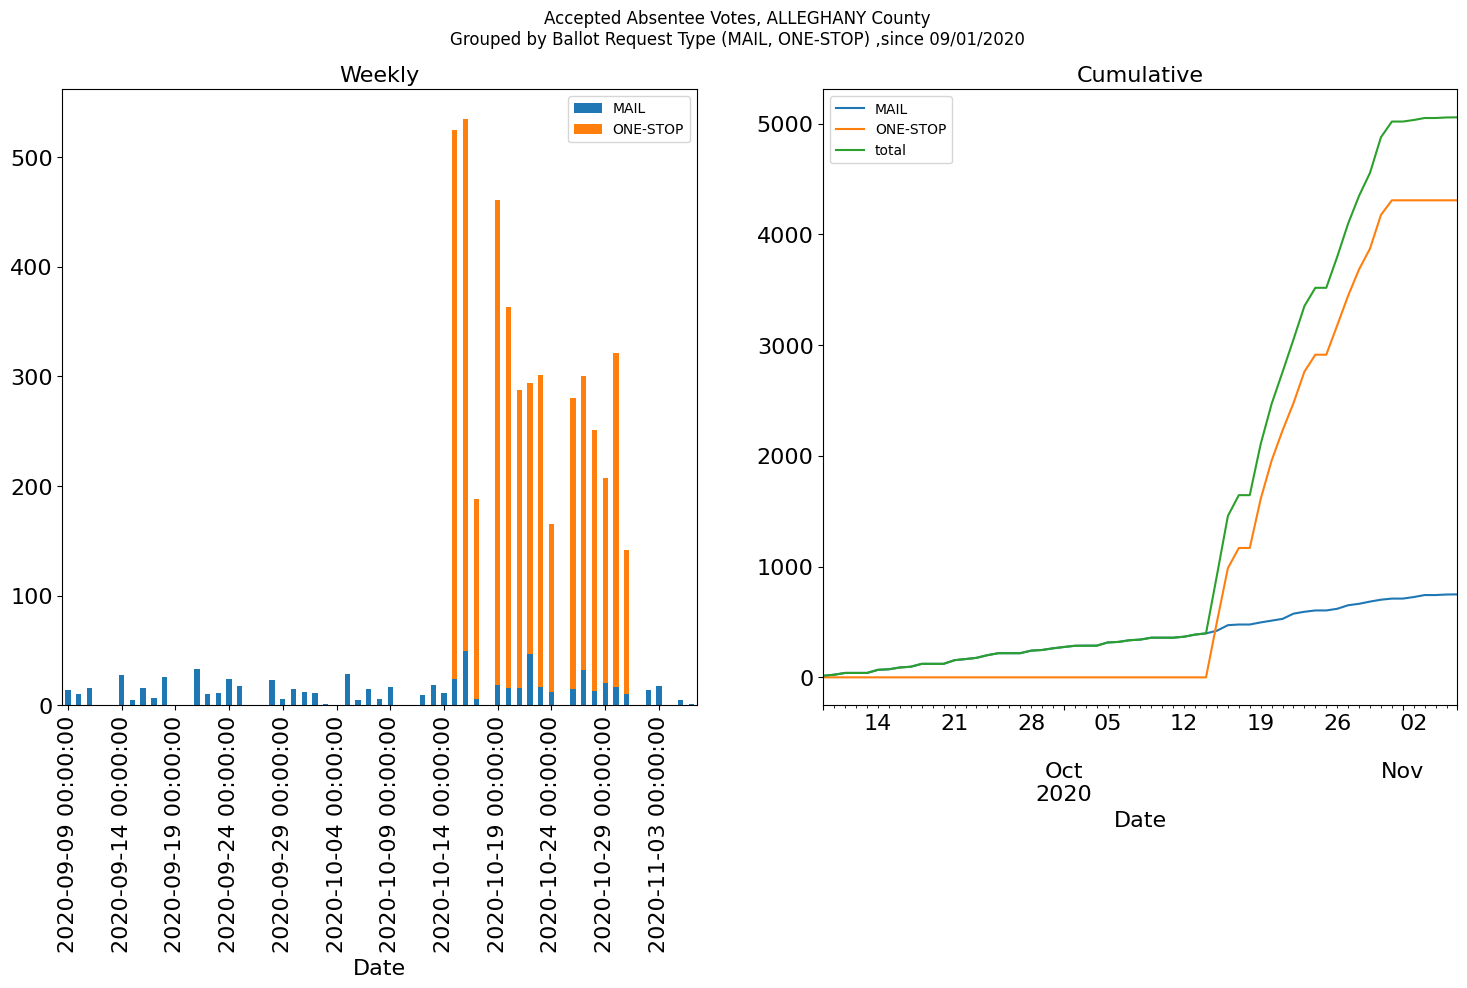 Accepted Absentee Votes, ALLEGHANY County
Grouped by Ballot Request Type (MAIL, ONE-STOP) ,since 09/01/2020
Weekly
MAIL
ONE-STOP
500
400
300
200
100
0
2020-09-09 00:00:00
2020-09-14 00:00:00
2020-09-19 00:00:00
2020-09-24 00:00:00
2020-09-29 00:00:00
2020-10-04 00:00:00
2020-10-09 00:00:00
2020-10-14 00:00:00
2020-10-19 00:00:00
2020-10-24 00:00:00
2020-10-29 00:00:00
2020-11-03 00:00:00
Date
Cumulative
MAIL
ONE-STOP
total
5000
4000
3000
2000
1000
0
14 21 28 05 12 19 26 02
Oct Nov
2020
Date